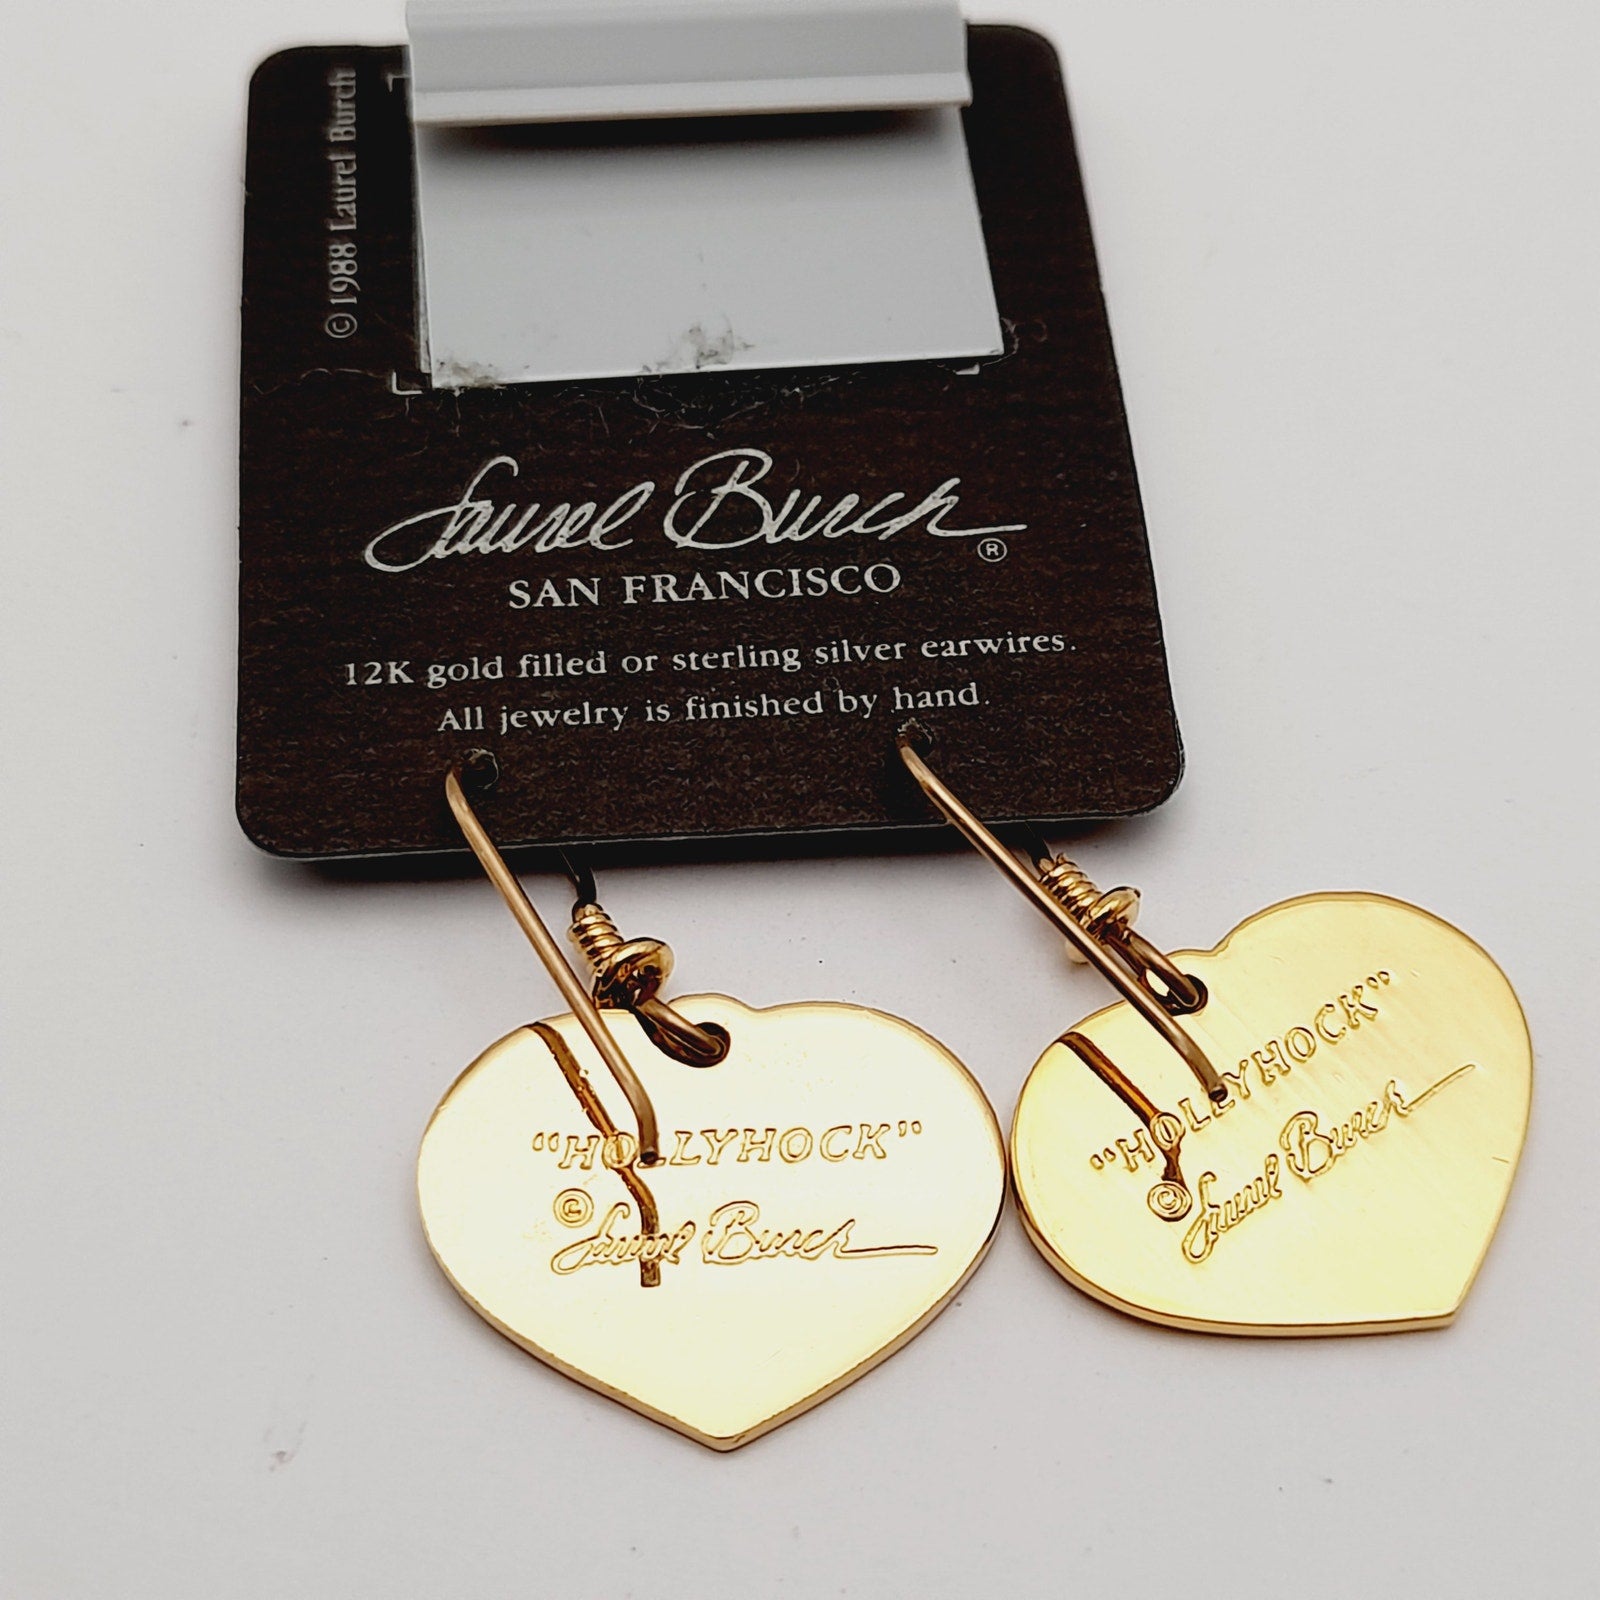 ©1988 Laurel Burch
Laurel Burch®
SAN FRANCISCO
12K gold filled or sterling silver earwires.
All jewelry is finished by hand.
"HOLLYHOCK"
© Laurel Burch
"HOLLYHOCK"
© Laurel Burch